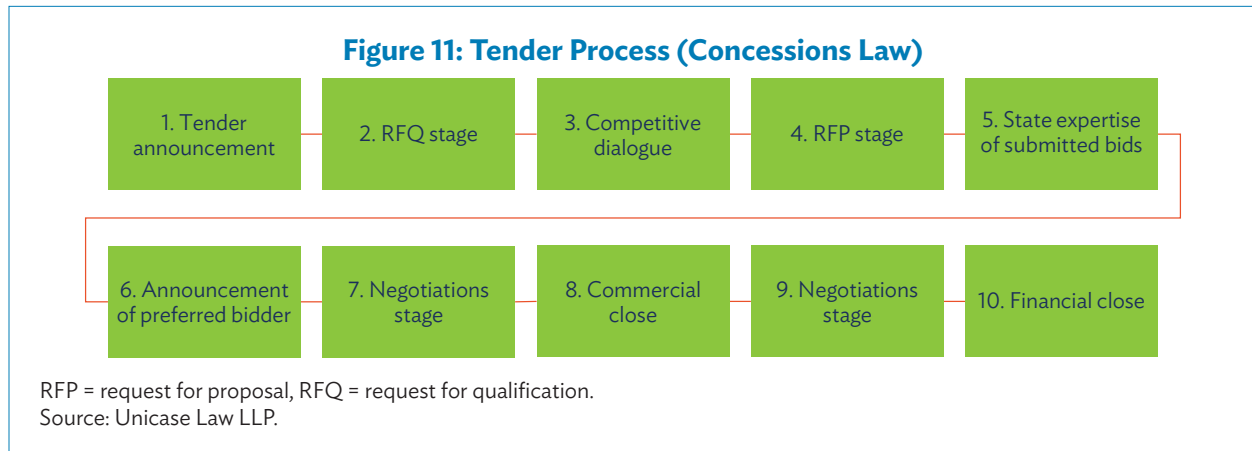 Figure 11: Tender Process (Concessions Law)
1. Tender
announcement
2. RFQ stage
3. Competitive
dialogue
4. RFP stage
5. State expertise
of submitted bids
6. Announcement
of preferred bidder
7. Negotiations
stage
8. Commercial
close
9. Negotiations
stage
10. Financial close
RFP = request for proposal, RFQ = request for qualification.
Source: Unicase Law LLP.